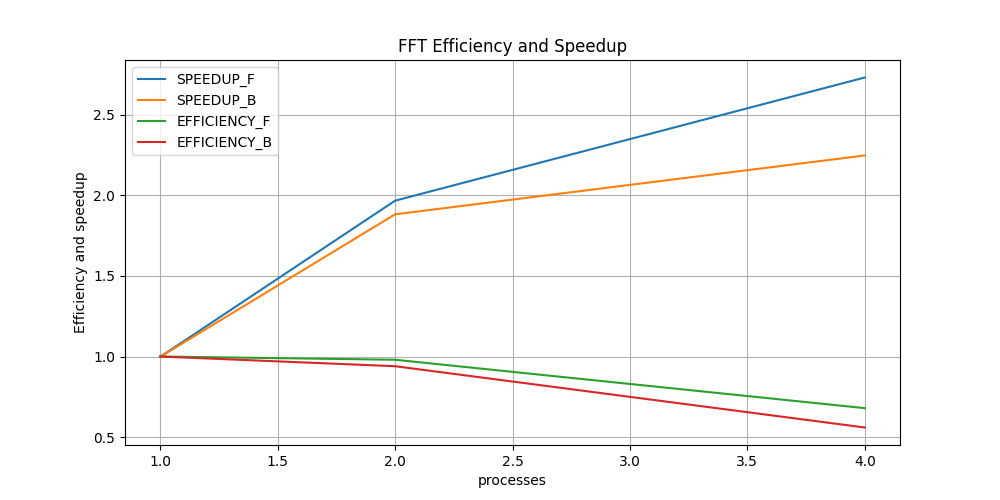 FFT Efficiency and Speedup
SPEEDUP_F
SPEEDUP_B
EFFICIENCY_F
EFFICIENCY_B
Efficiency and speedup
2.5
2.0
1.5
1.0
0.5
1.0 1.5 2.0 2.5 3.0 3.5 4.0
processes